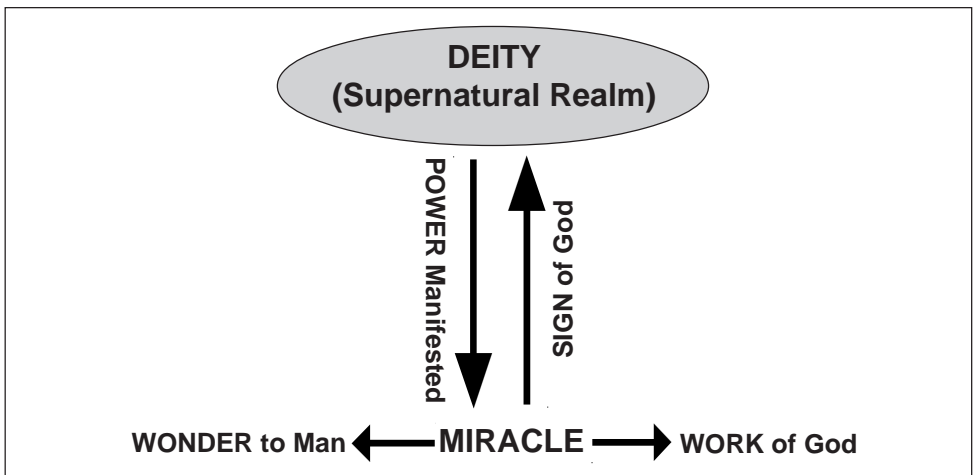 DEITY
(Supernatural Realm)
POWER Manifested
SIGN of God
WONDER to Man
MIRACLE
WORK of God